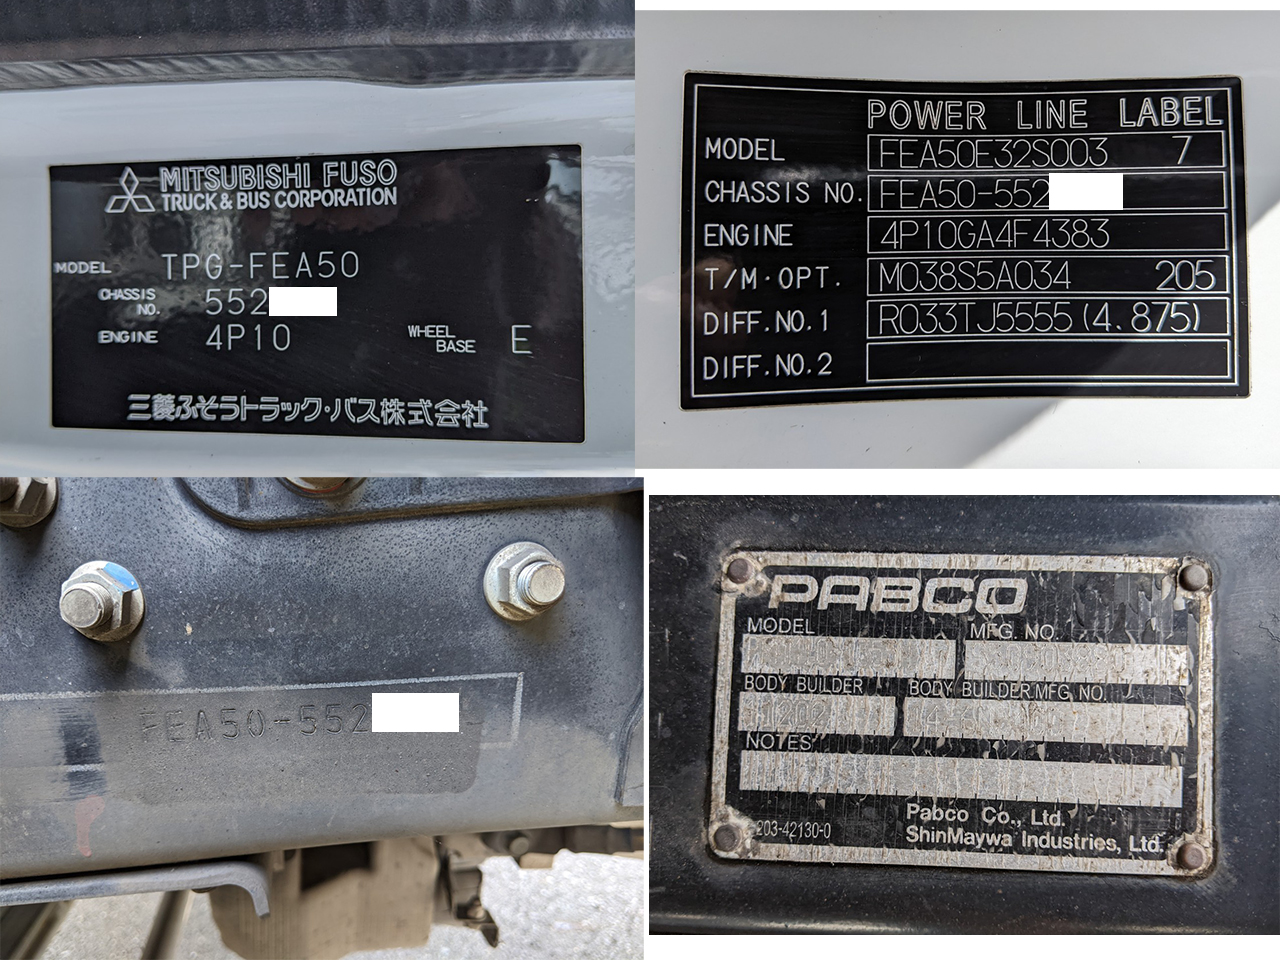 MITSUBISHI FUSO
TRUCK & BUS CORPORATION
MODEL TPG-FEA50
CHASSIS NO. 552
ENGINE 4P10 WHEEL BASE E
三菱ふそうトラック・バス株式会社
POWER LINE LABEL
MODEL FEA50E32S003 7
CHASSIS NO. FEA50-552
ENGINE 4P10GA4F4383
T/M·OPT. M038S5A034 205
DIFF.NO.1 R033TJ5555(4.875)
DIFF.NO.2
FEA50-552
PABCO
MODEL MFG. NO.
BODY BUILDER BODY BUILDER MFG NO.
NOTES
203-42130-0
Pabco Co., Ltd.
ShinMaywa Industries, Ltd.